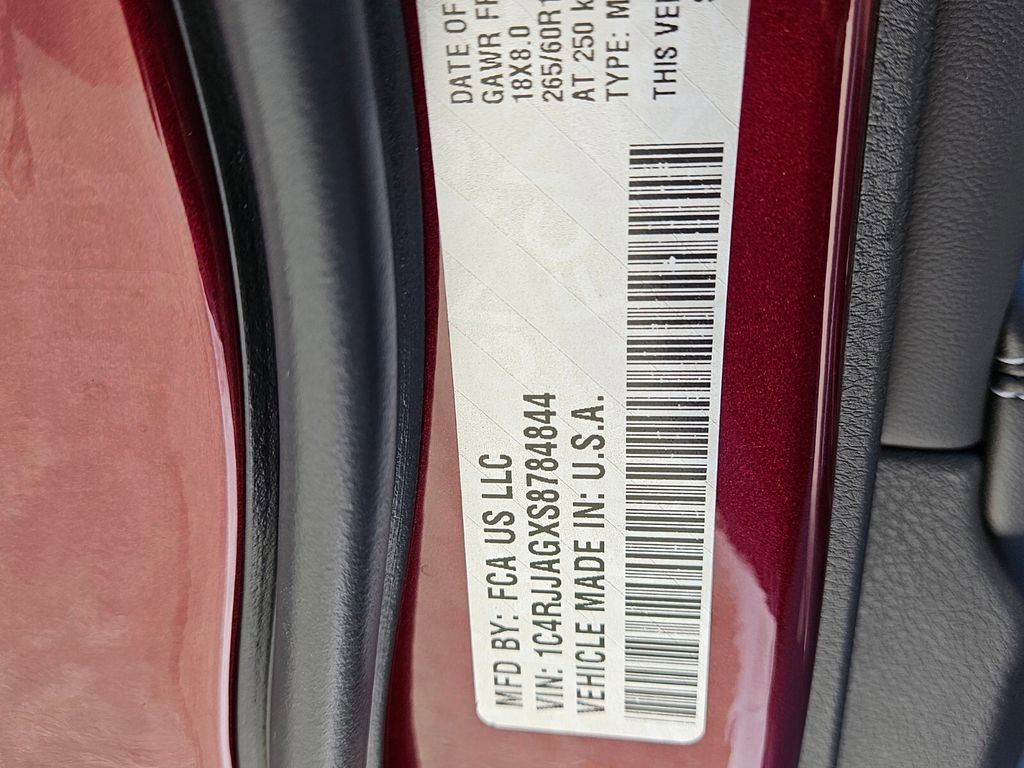 MFD BY: FCA US LLC
VIN: 1C4RJJAGXS8784844
VEHICLE MADE IN: U.S.A.
DATE OF
GAWR
18X8.0
265/60R1
AT 250
TYPE:
THIS